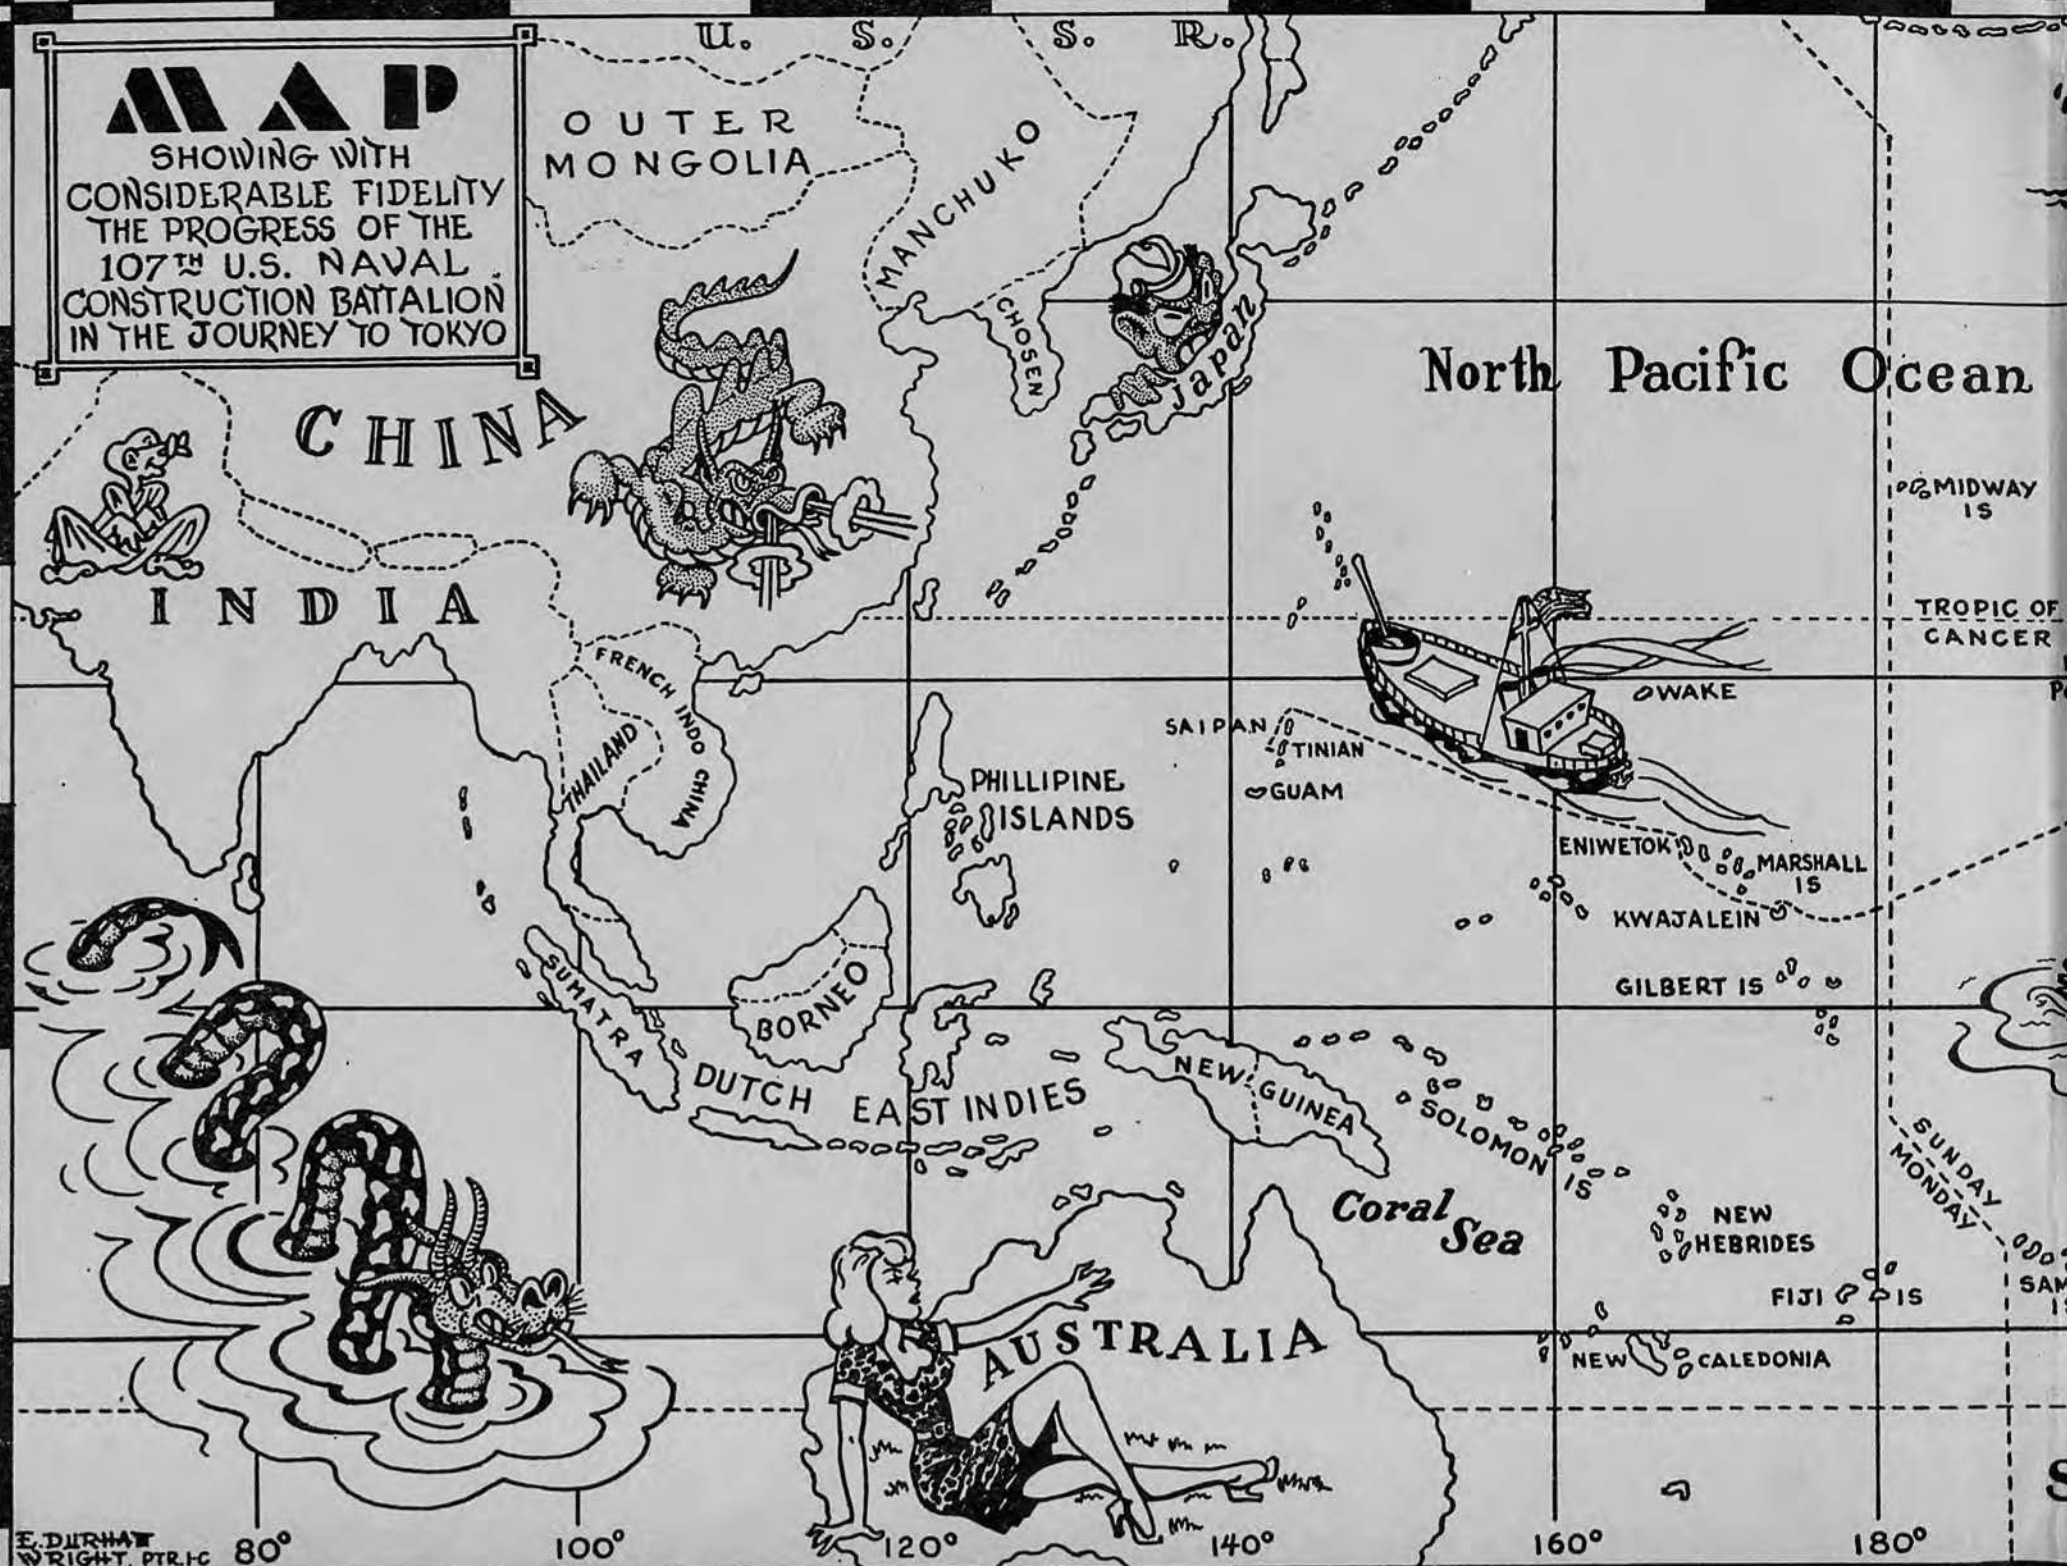 MAP
SHOWING WITH
CONSIDERABLE FIDELITY
THE PROGRESS OF THE
107TH U.S. NAVAL
CONSTRUCTION BATTALION
IN THE JOURNEY TO TOKYO
U. S. S. R.
OUTER
MONGOLIA
MANCHUKO
CHOSEN
Japan
CHINA
INDIA
North Pacific Ocean
MIDWAY
IS
TROPIC OF
CANCER
WAKE
FRENCH INDO CHINA
THAILAND
SAIPAN
TINIAN
GUAM
PHILLIPINE
ISLANDS
ENIWETOK
MARSHALL
IS
KWAJALEIN
GILBERT IS
SUMATRA
BORNEO
DUTCH EAST INDIES
NEW GUINEA
SOLOMON IS
SUNDAY
MONDAY
Coral
Sea
NEW
HEBRIDES
FIJI IS
SAM
NEW CALEDONIA
AUSTRALIA
E. DURHAM
WRIGHT. PTR.1-C
80° 100° 120° 140° 160° 180°